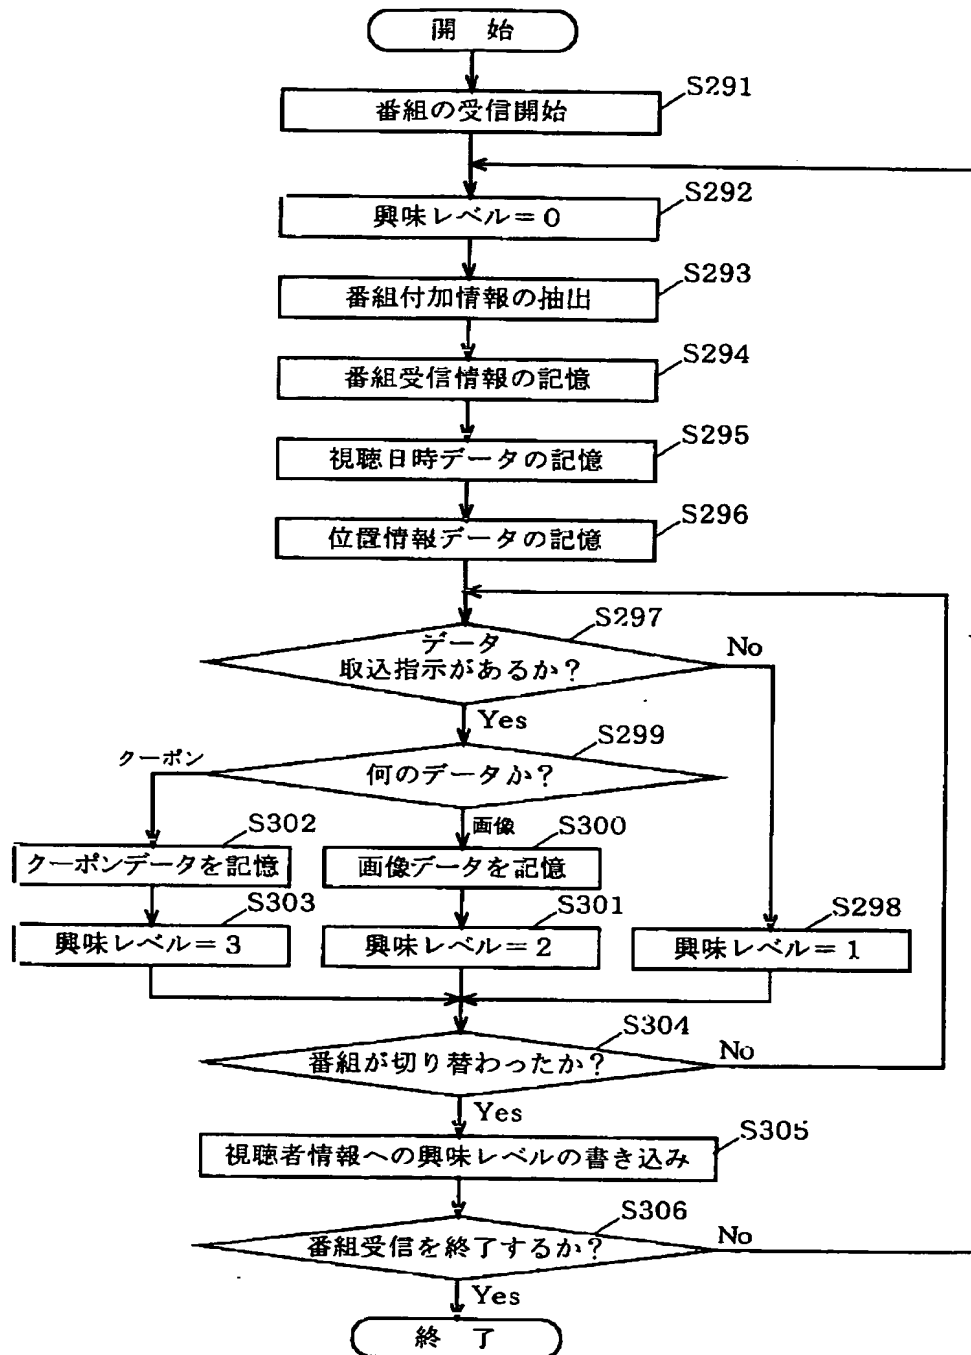 開 始
S291
番組の受信開始
S292
興味レベル＝0
S293
番組付加情報の抽出
S294
番組受信情報の記憶
S295
視聴日時データの記憶
S296
位置情報データの記憶
S297
データ
取込指示があるか？
No
Yes
S299
何のデータか？
クーポン
画像
S302
クーポンデータを記憶
S300
画像データを記憶
S303
興味レベル＝3
S301
興味レベル＝2
S298
興味レベル＝1
S304
番組が切り替わったか？
No
Yes
S305
視聴者情報への興味レベルの書き込み
S306
番組受信を終了するか？
No
Yes
終 了